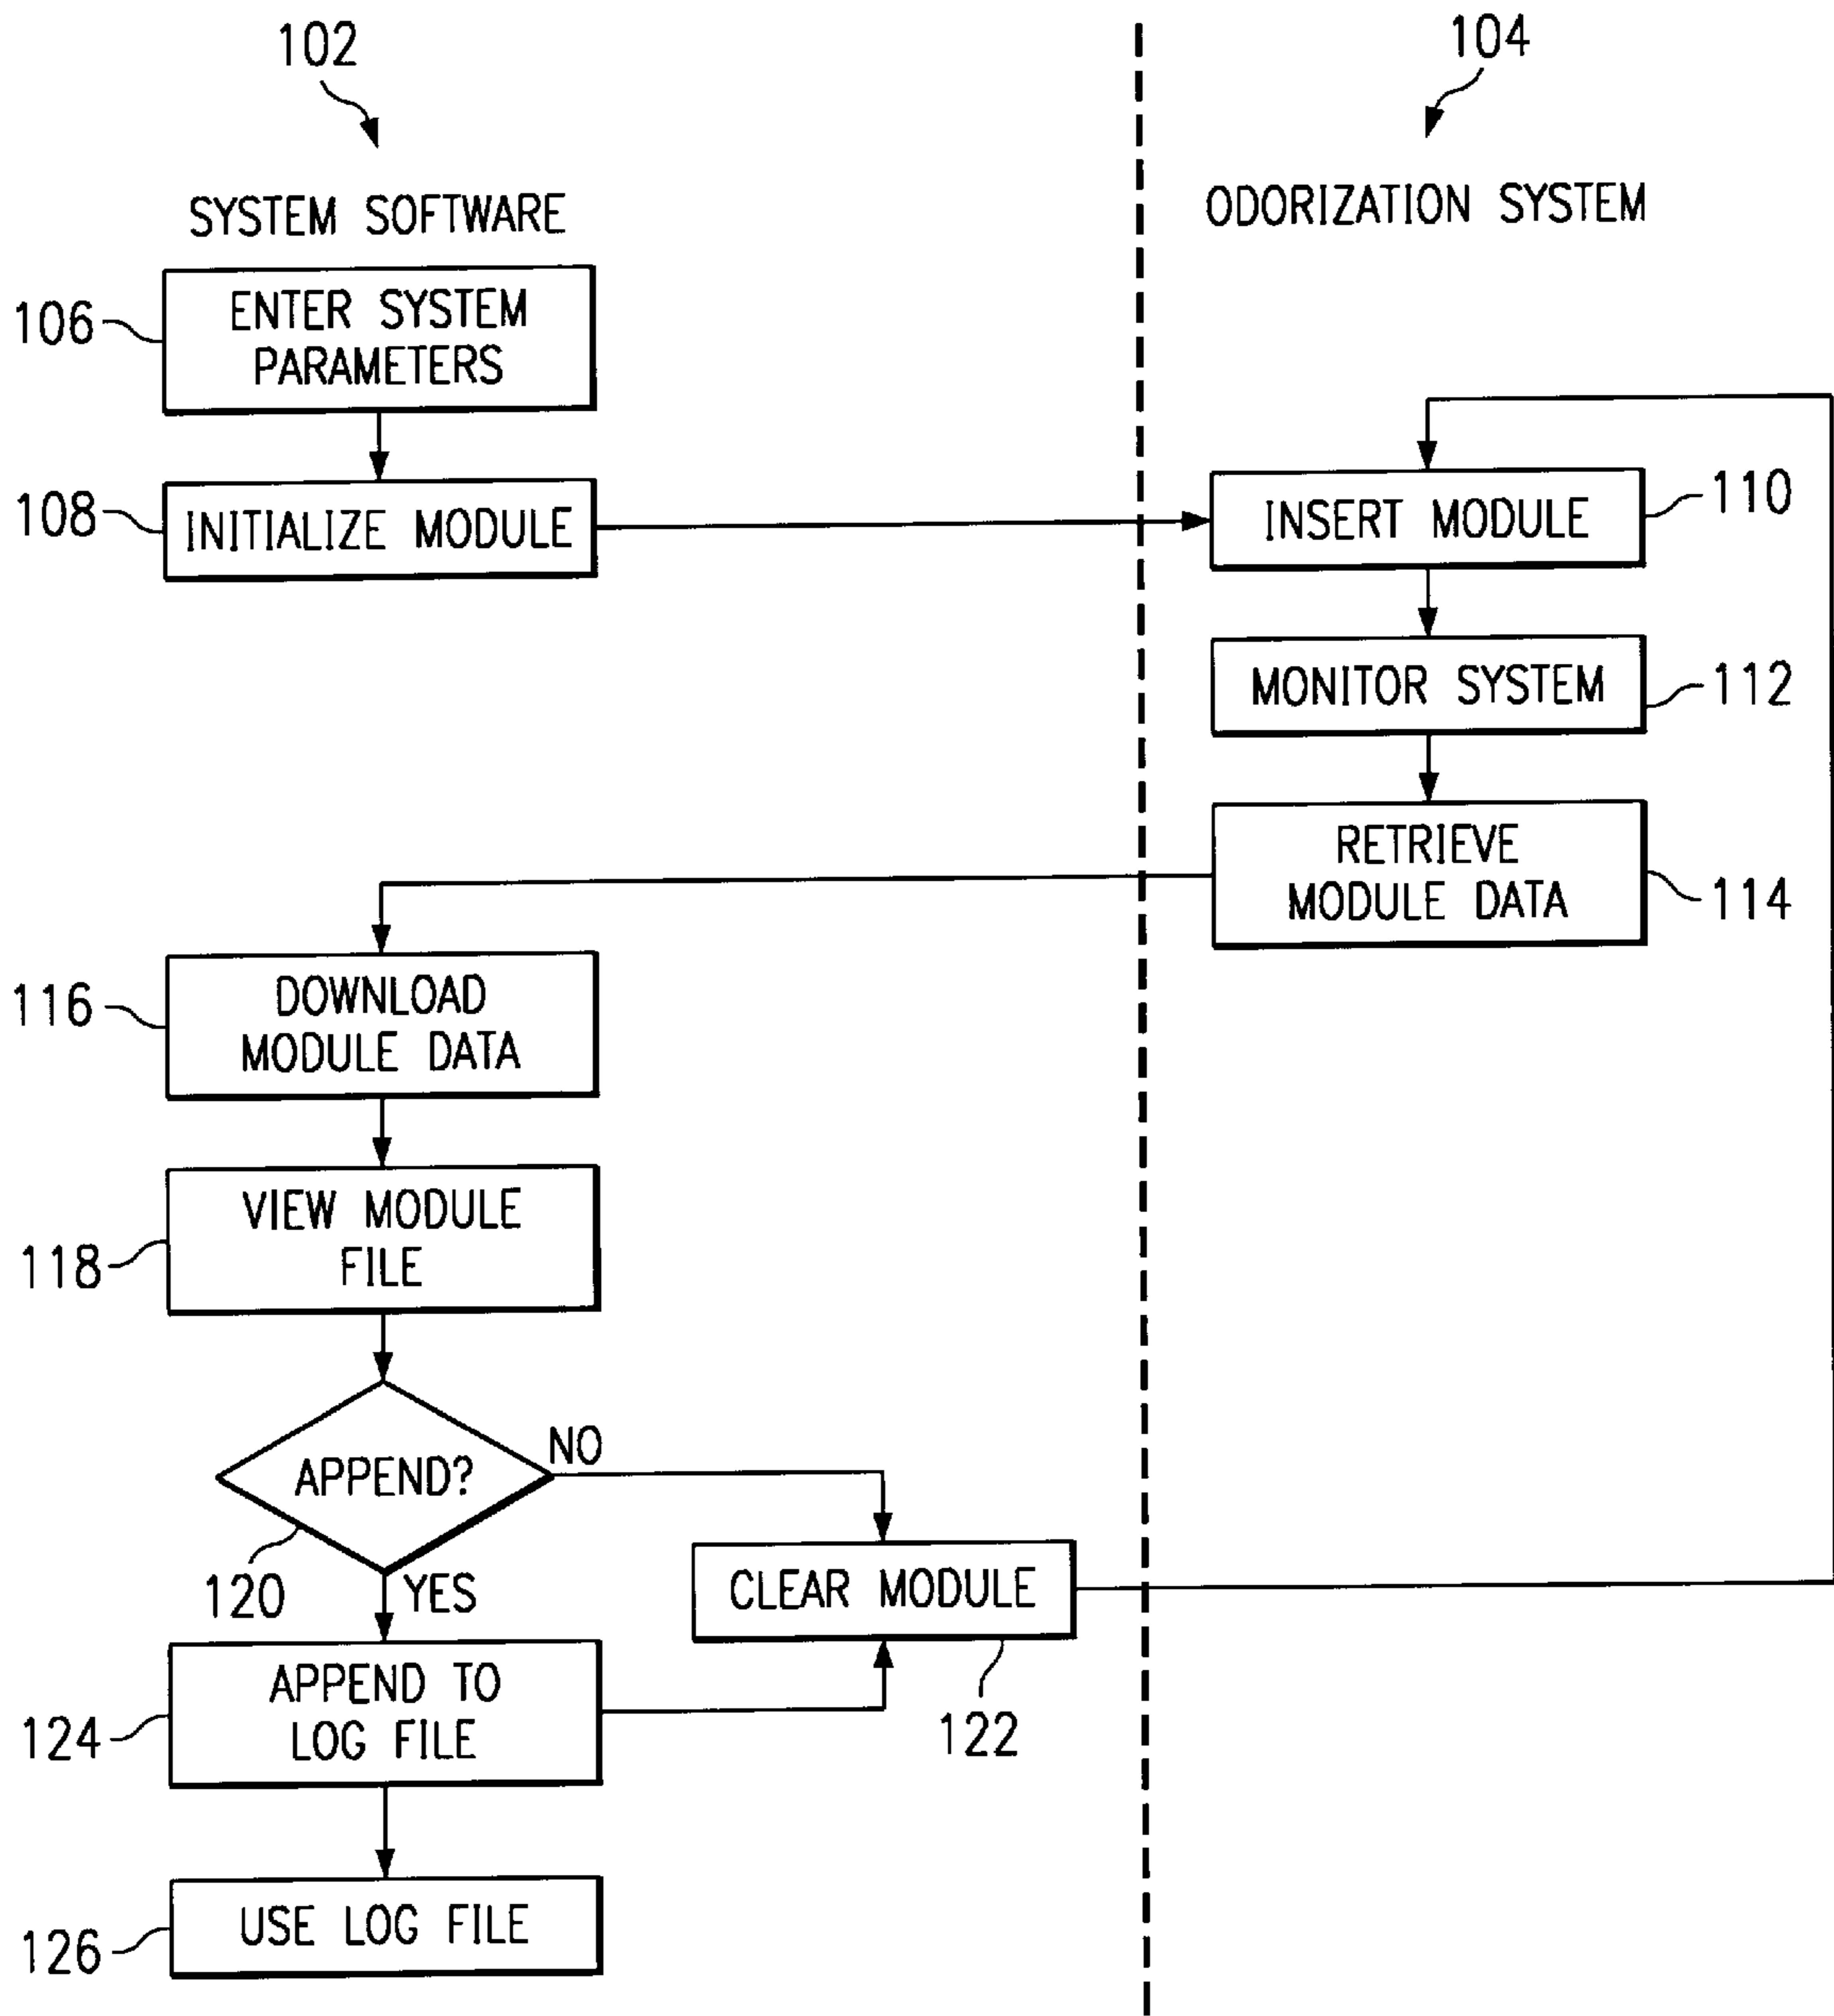 102
104
SYSTEM SOFTWARE
ODORIZATION SYSTEM
106
ENTER SYSTEM
PARAMETERS
108
INITIALIZE MODULE
INSERT MODULE
110
MONITOR SYSTEM
112
RETRIEVE
MODULE DATA
114
116
DOWNLOAD
MODULE DATA
118
VIEW MODULE
FILE
APPEND?
NO
120
YES
CLEAR MODULE
122
124
APPEND TO
LOG FILE
126
USE LOG FILE